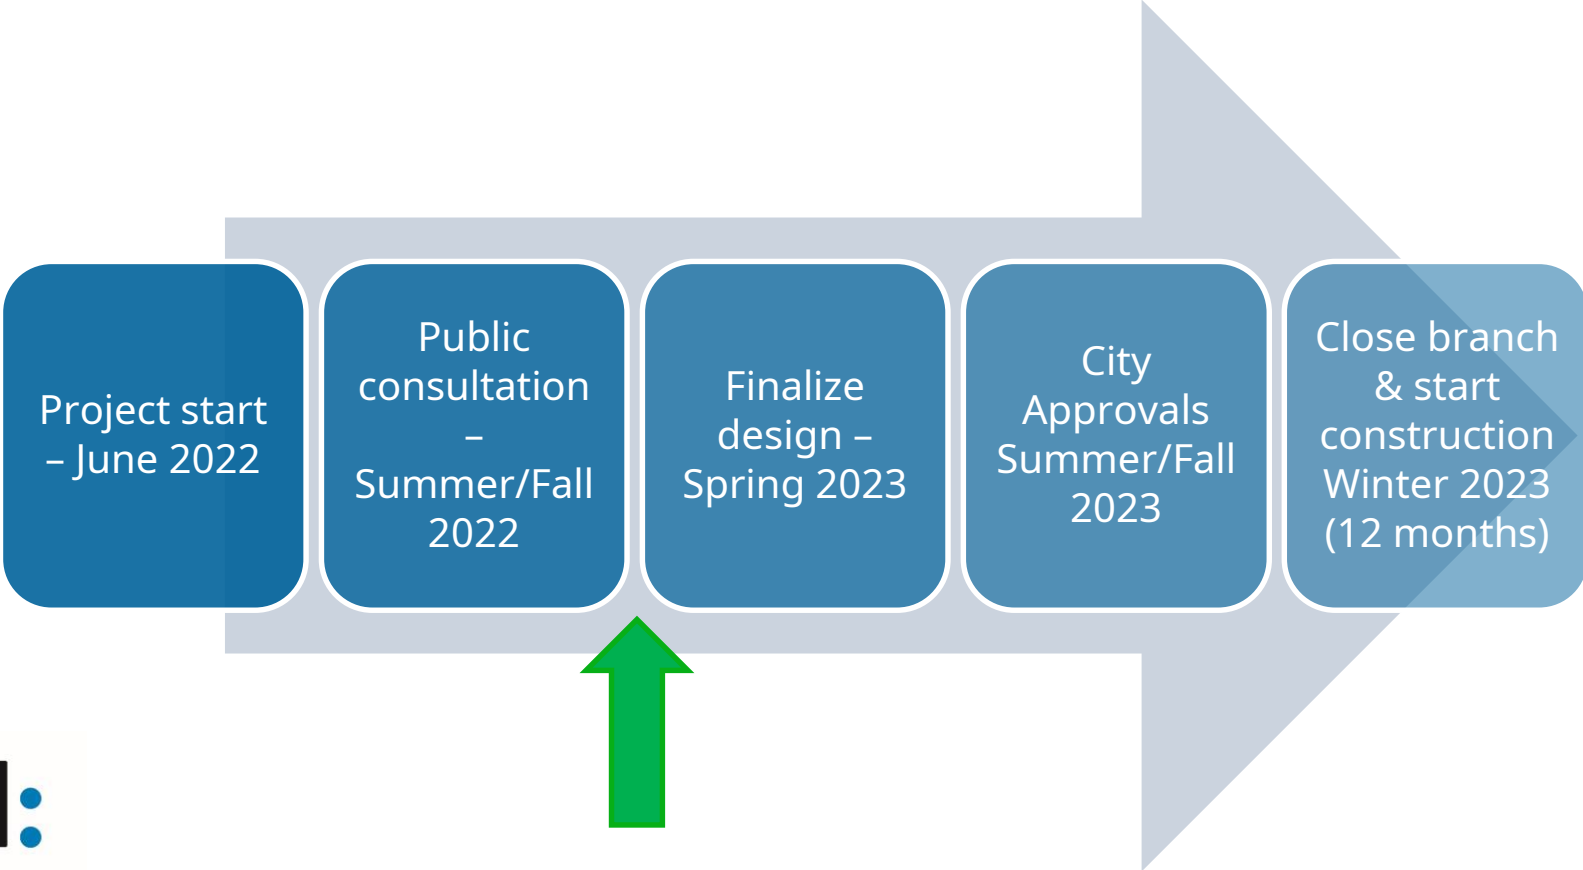 Project start
– June 2022
Public
consultation
–
Summer/Fall
2022
Finalize
design –
Spring 2023
City
Approvals
Summer/Fall
2023
Close branch
& start
construction
Winter 2023
(12 months)